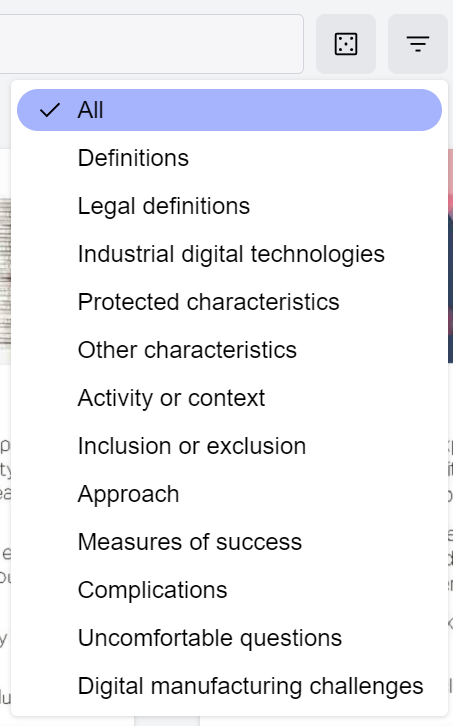 All
Definitions
Legal definitions
Industrial digital technologies
Protected characteristics
Other characteristics
Activity or context
Inclusion or exclusion
Approach
Measures of success
Complications
Uncomfortable questions
Digital manufacturing challenges